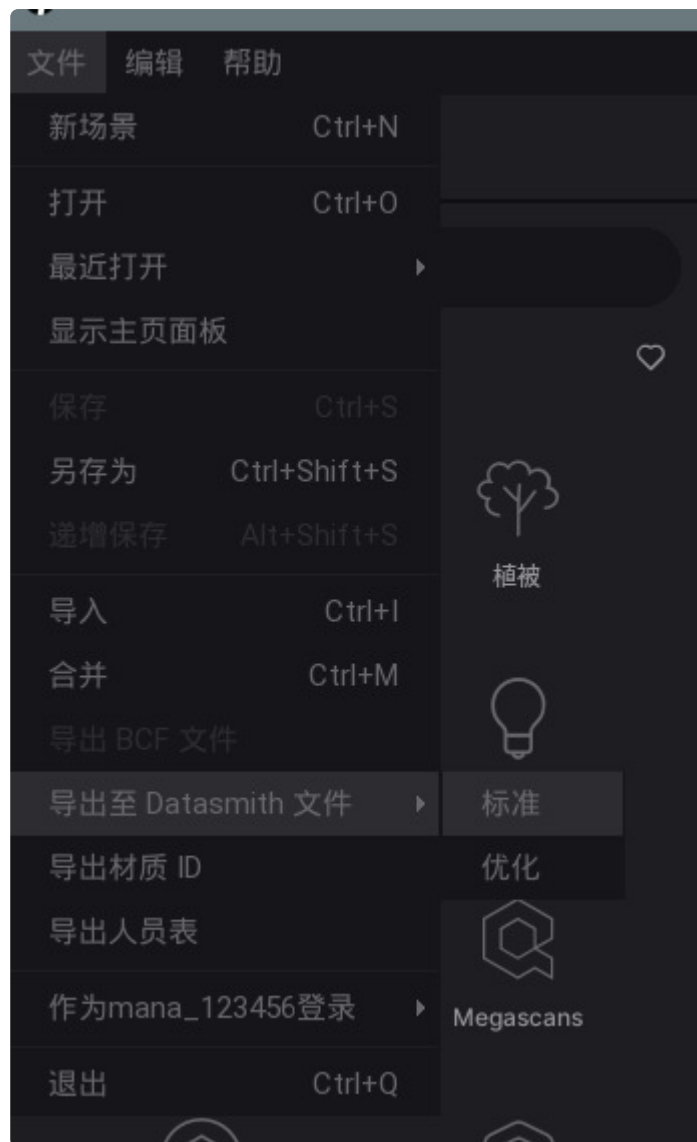 文件 编辑 帮助
新场景 Ctrl+N
打开 Ctrl+O
最近打开
显示主页面板
保存 Ctrl+S
另存为 Ctrl+Shift+S
递增保存 Alt+Shift+S
植被
导入 Ctrl+I
合并 Ctrl+M
导出 BCF 文件
导出至 Datasmith 文件 标准
导出材质 ID 优化
导出人员表
作为mana_123456登录 Megascans
退出 Ctrl+Q